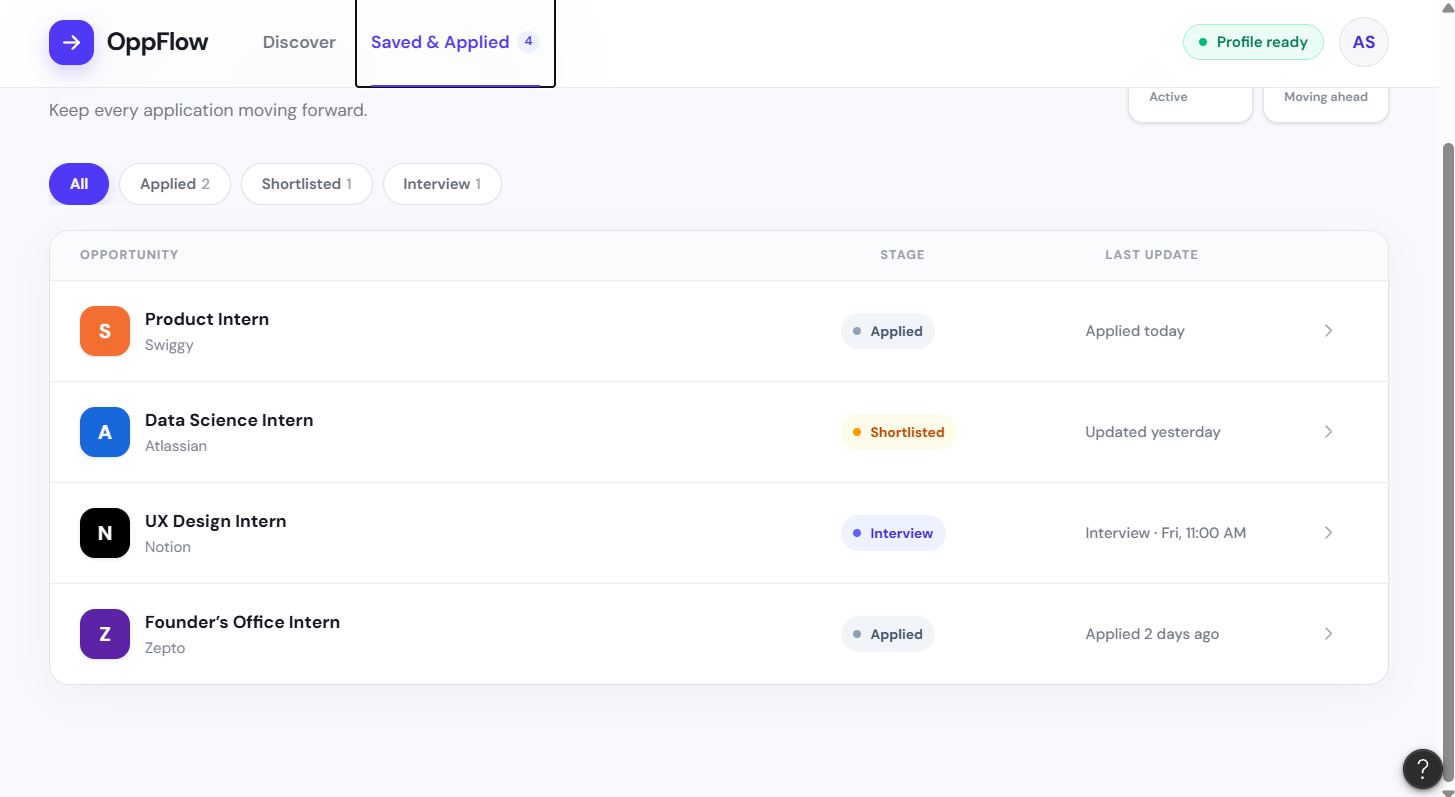 OppFlow
Discover
Saved & Applied 4
Profile ready
AS
Keep every application moving forward.
Active
Moving ahead
All
Applied 2
Shortlisted 1
Interview 1
OPPORTUNITY
STAGE
LAST UPDATE
S
Product Intern
Swiggy
Applied
Applied today
A
Data Science Intern
Atlassian
Shortlisted
Updated yesterday
N
UX Design Intern
Notion
Interview
Interview · Fri, 11:00 AM
Z
Founder’s Office Intern
Zepto
Applied
Applied 2 days ago
?